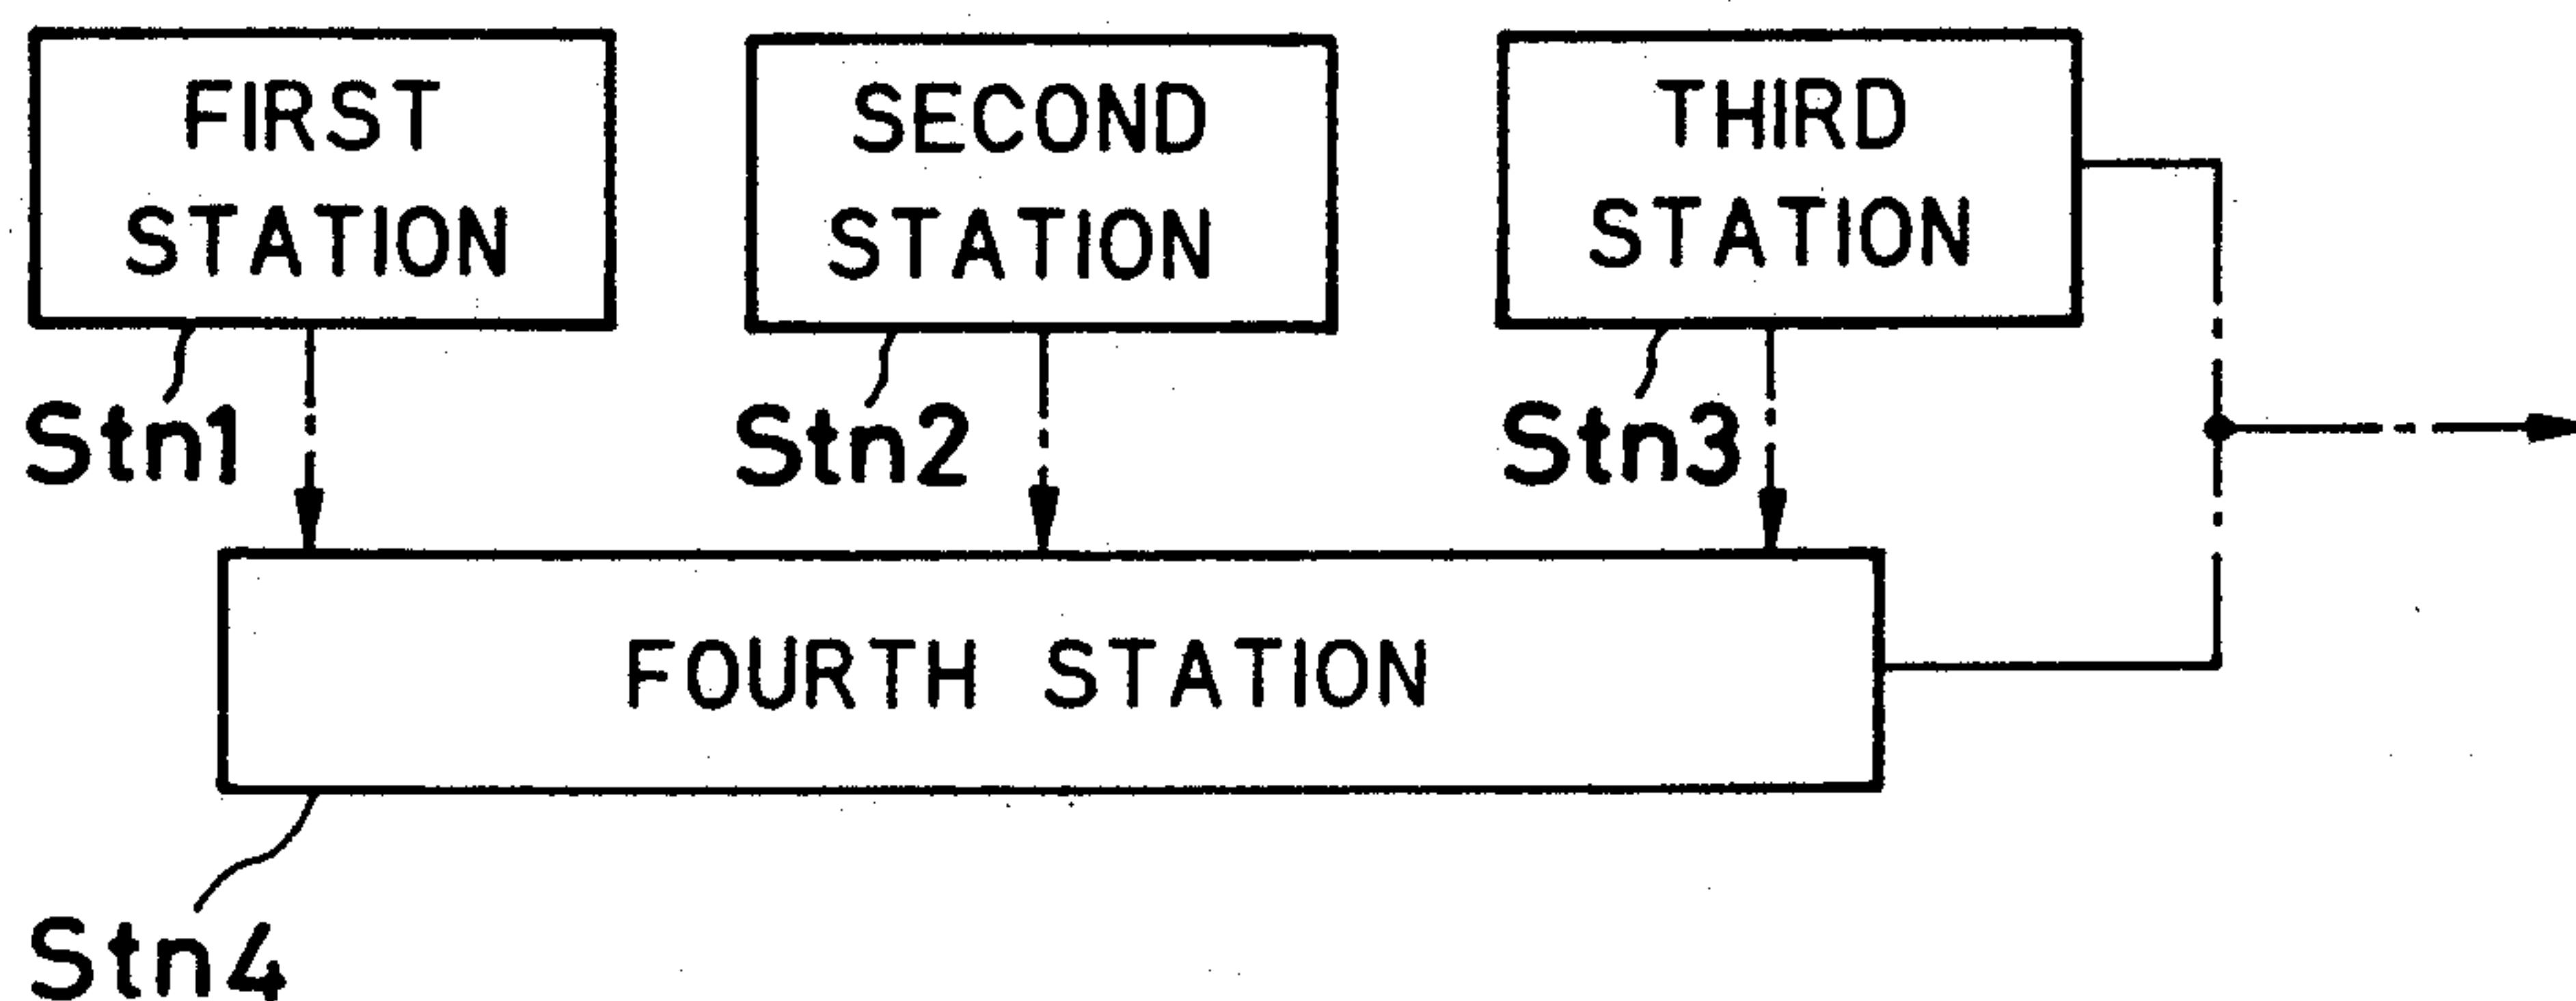 FIRST
STATION
SECOND
STATION
THIRD
STATION
Stn1
Stn2
Stn3
FOURTH STATION
Stn4